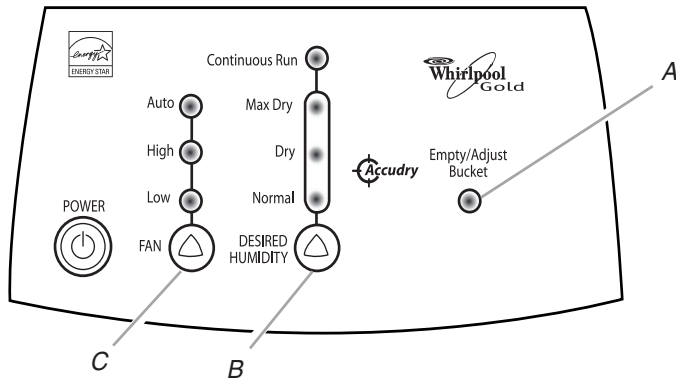 energy
ENERGY STAR
Continuous Run
Whirlpool
Gold
A
Auto
Max Dry
High
Dry
Accudry
Empty/Adjust
Bucket
Low
Normal
POWER
FAN
DESIRED
HUMIDITY
C
B